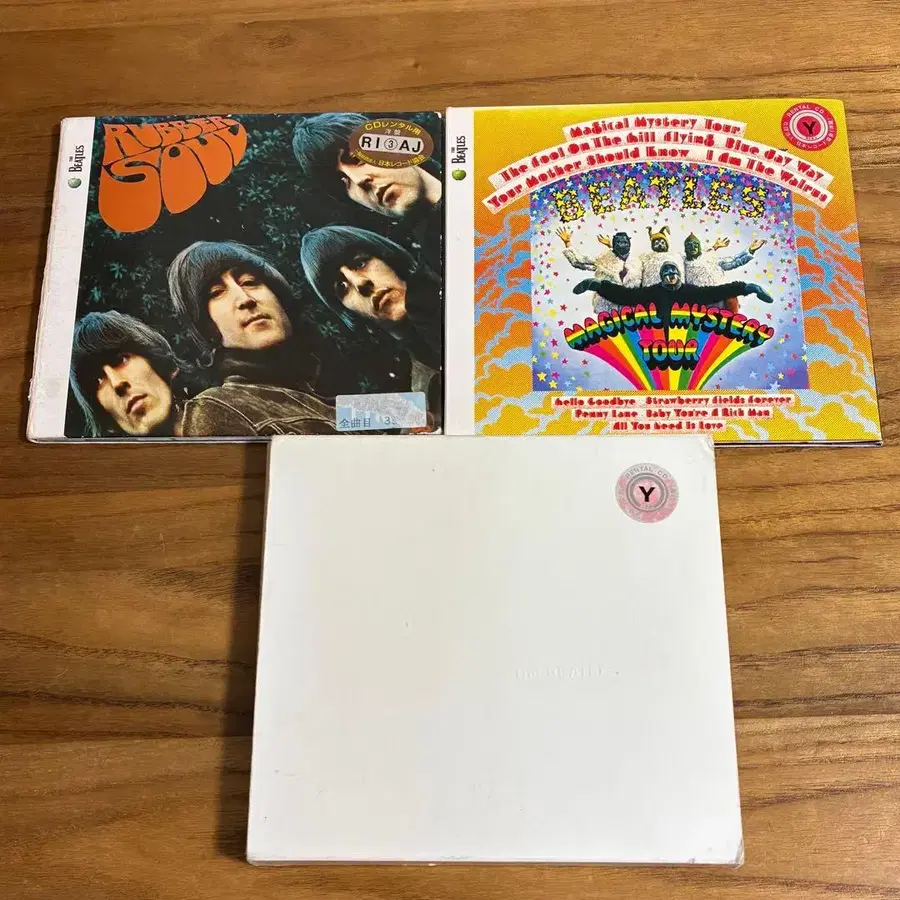 THE BEATLES
RUBBER
SOUL
CDレンタル用
洋盤
RI③AJ
日本レコード協会
全曲目
THE BEATLES
RENTAL CD
Y
Magical Mystery Tour
The Fool On The Hill Flying Blue Jay Way
Your Mother Should Know I Am The Walrus
BEATLES
MAGICAL MYSTERY
TOUR
Hello Goodbye Strawberry Fields Forever
Penny Lane Baby You're A Rich Man
All You Need Is Love
RENTAL CD
Y
The BEATLES